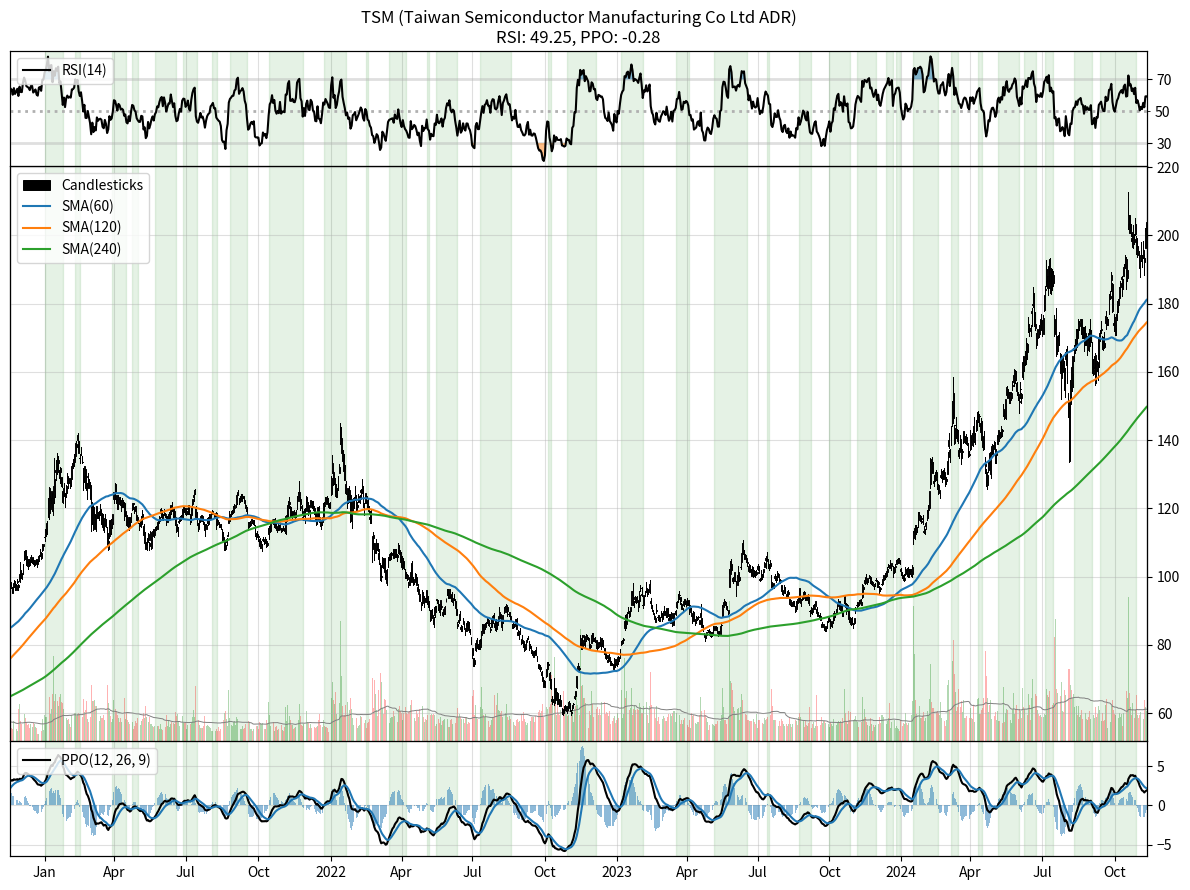 TSM (Taiwan Semiconductor Manufacturing Co Ltd ADR)
RSI: 49.25, PPO: -0.28
RSI(14)
70
50
30
220
Candlesticks
SMA(60)
SMA(120)
SMA(240)
200
180
160
140
120
100
80
60
PPO(12, 26, 9)
5
0
−5
Jan Apr Jul Oct 2022 Apr Jul Oct 2023 Apr Jul Oct 2024 Apr Jul Oct